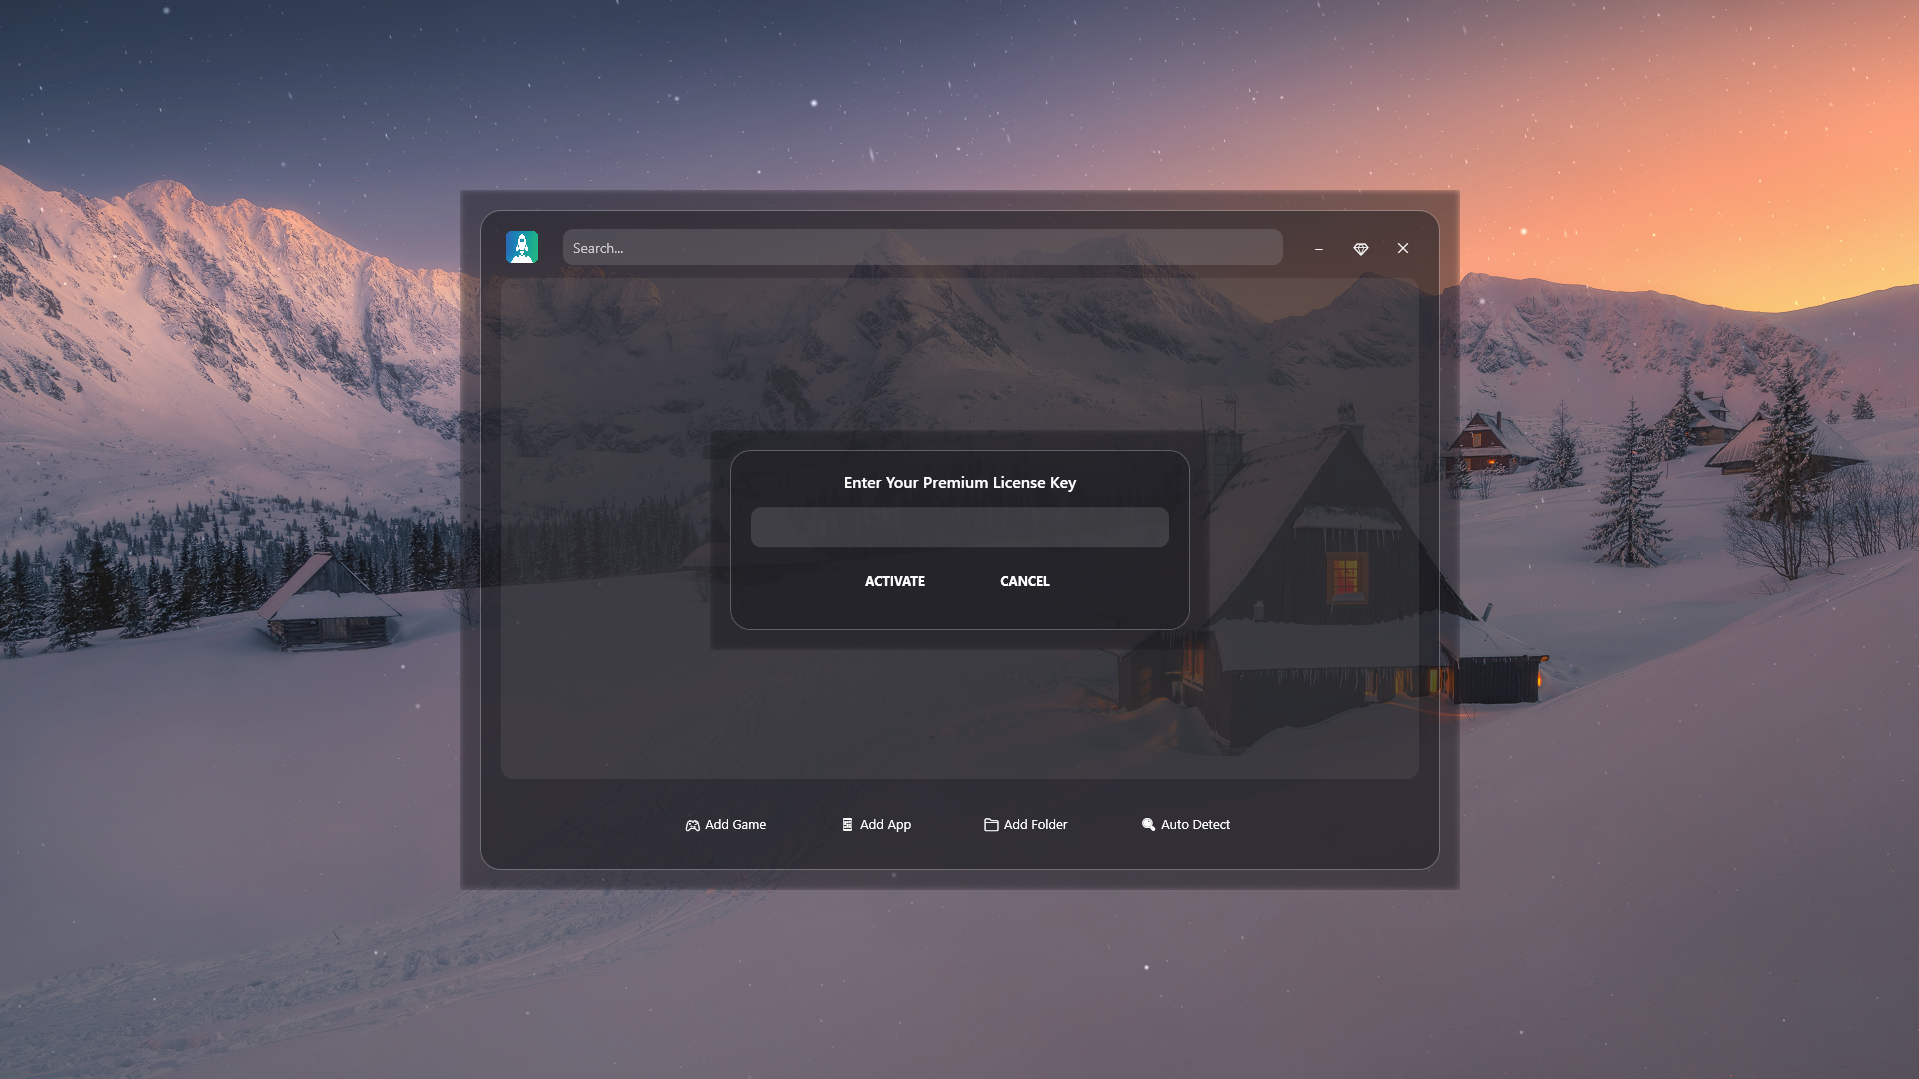 Search...
Enter Your Premium License Key
ACTIVATE
CANCEL
Add Game
Add App
Add Folder
Auto Detect